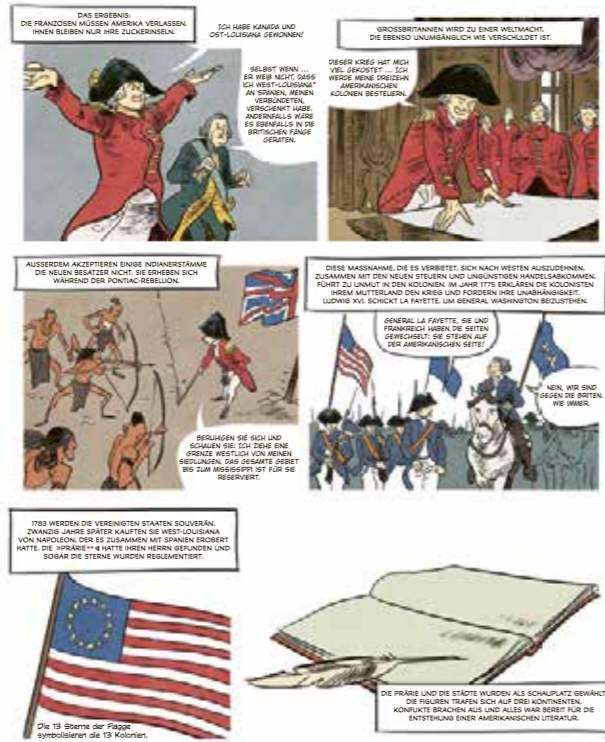 DAS ERGEBNIS:
DIE FRANZOSEN MÜSSEN AMERIKA VERLASSEN.
IHNEN BLEIBEN NUR IHRE ZUCKERINSELN.
ICH HABE KANADA UND
OST-LOUISIANA GEWONNEN!
SELBST WENN ...
ER WEIß NICHT, DASS
ICH WEST-LOUISIANA*
AN SPANIEN, MEINEN
VERBÜNDETEN,
VERSCHENKT HABE.
ANDERNFALLS WÄRE
ES EBENFALLS IN DIE
BRITISCHEN FÄNGE
GERATEN.
GROSSBRITANNIEN WIRD ZU EINER WELTMACHT.
DIE EBENSO UNUMGÄNGLICH WIE VERSCHULDET IST.
DIESER KRIEG HAT MICH
VIEL GEKOSTET ... ICH
WERDE MEINE DREIZEHN
AMERIKANISCHEN
KOLONIEN BESTEUERN.
AUSSERDEM AKZEPTIEREN EINIGE INDIANERSTÄMME
DIE NEUEN BESATZER NICHT. SIE ERHEBEN SICH
WÄHREND DER PONTIAC-REBELLION.
BERUHIGEN SIE SICH UND
SCHAUEN SIE: ICH ZIEHE EINE
GRENZE WESTLICH VON MEINEN
SIEDLUNGEN. DAS GESAMTE GEBIET
BIS ZUM MISSISSIPPI IST FÜR SIE
RESERVIERT.
DIESE MASSNAHME, DIE ES VERBIETET, SICH NACH WESTEN AUSZUDEHNEN,
ZUSAMMEN MIT DEN NEUEN STEUERN UND UNGÜNSTIGEN HANDELSABKOMMEN,
FÜHRT ZU UNMUT IN DEN KOLONIEN. IM JAHR 1775 ERKLÄREN DIE KOLONISTEN
IHREM MUTTERLAND DEN KRIEG UND FORDERN IHRE UNABHÄNGIGKEIT.
LUDWIG XVI. SCHICKT LA FAYETTE, UM GENERAL WASHINGTON BEIZUSTEHEN.
GENERAL LA FAYETTE, SIE UND
FRANKREICH HABEN DIE SEITEN
GEWECHSELT: SIE STEHEN AUF
DER AMERIKANISCHEN SEITE!
NEIN, WIR SIND
GEGEN DIE BRITEN.
WIE IMMER.
1783 WERDEN DIE VEREINIGTEN STAATEN SOUVERÄN.
ZWANZIG JAHRE SPÄTER KAUFTEN SIE WEST-LOUISIANA
VON NAPOLEON, DER ES ZUSAMMEN MIT SPANIEN EROBERT
HATTE. DIE »PRÄRIE**« HATTE IHREN HERRN GEFUNDEN UND
SOGAR DIE STERNE WURDEN REGLEMENTIERT.
Die 13 Sterne der Flagge
symbolisieren die 13 Kolonien.
DIE PRÄRIE UND DIE STÄDTE WURDEN ALS SCHAUPLATZ GEWÄHLT,
DIE FIGUREN TRAFEN SICH AUF DREI KONTINENTEN,
KONFLIKTE BRACHEN AUS UND ALLES WAR BEREIT FÜR DIE
ENTSTEHUNG EINER AMERIKANISCHEN LITERATUR.